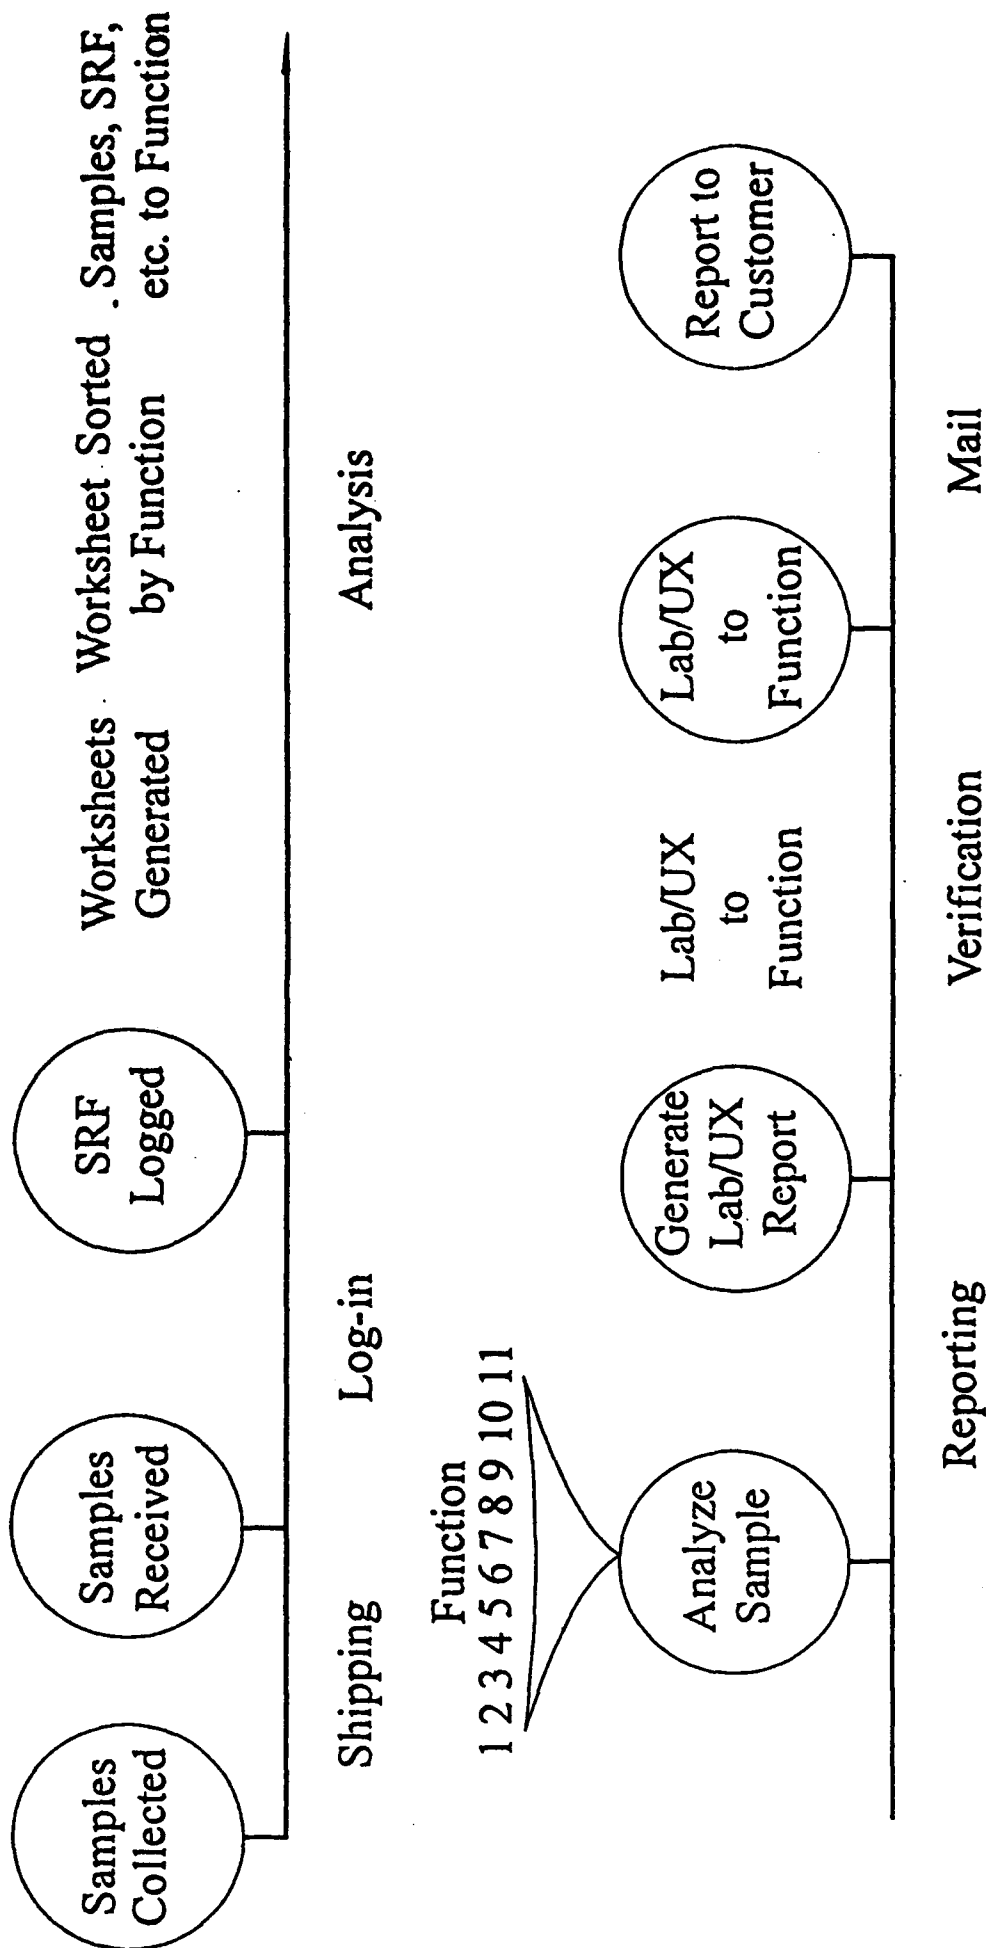 Samples
Collected
Samples
Received
SRF
Logged
Worksheets
Generated
Worksheet Sorted
by Function
Samples, SRF,
etc. to Function
Shipping
Log-in
Analysis
Function
1 2 3 4 5 6 7 8 9 10 11
Analyze
Sample
Generate
Lab/UX
Report
Lab/UX
to
Function
Lab/UX
to
Function
Report to
Customer
Reporting
Verification
Mail